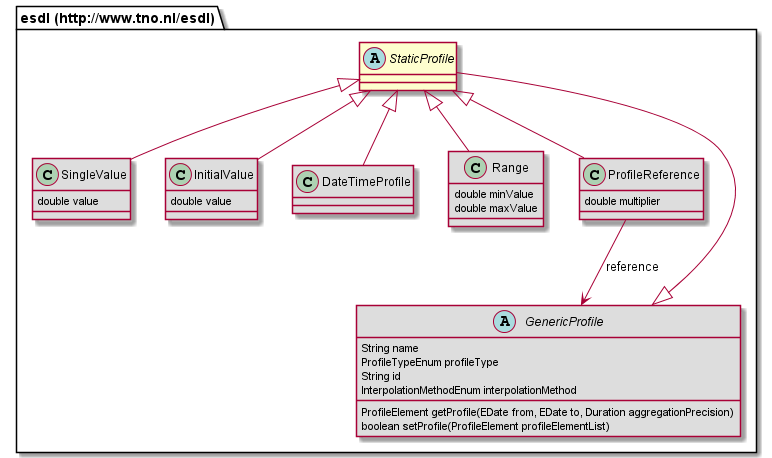 esdl (http://www.tno.nl/esdl)
A StaticProfile
C SingleValue
double value
C InitialValue
double value
C DateTimeProfile
C Range
double minValue
double maxValue
C ProfileReference
double multiplier
reference
A GenericProfile
String name
ProfileTypeEnum profileType
String id
InterpolationMethodEnum interpolationMethod
ProfileElement getProfile(EDate from, EDate to, Duration aggregationPrecision)
boolean setProfile(ProfileElement profileElementList)